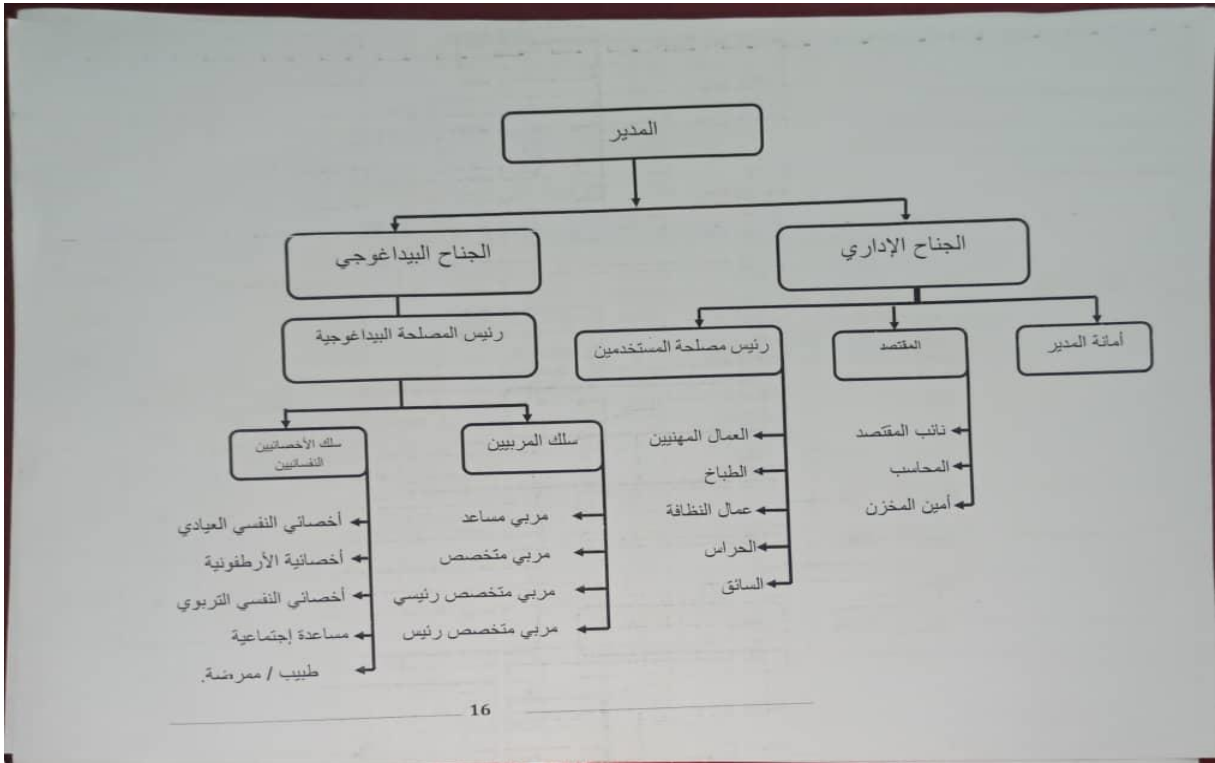 المدير
الجناح الإداري
الجناح البيداغوجي
أمانة المدير
المقتصد
رئيس مصلحة المستخدمين
رئيس المصلحة البيداغوجية
نائب المقتصد
المحاسب
أمين المخزن
العمال المهنيين
الطباخ
عمال النظافة
الحراس
السائق
سلك المربيين
مربي مساعد
مربي متخصص
مربي متخصص رئيسي
مربي متخصص رئيس
سلك الأخصائيين
النفسانيين
أخصائي النفسي العيادي
أخصائية الأرطفونية
أخصائي النفسي التربوي
مساعدة إجتماعية
طبيب / ممرضة.
16